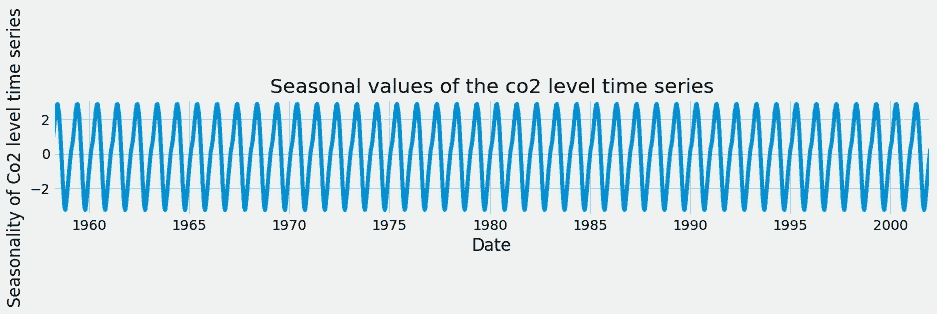 Seasonal values of the co2 level time series
Seasonality of Co2 level time series
2
0
−2
1960 1965 1970 1975 1980 1985 1990 1995 2000
Date